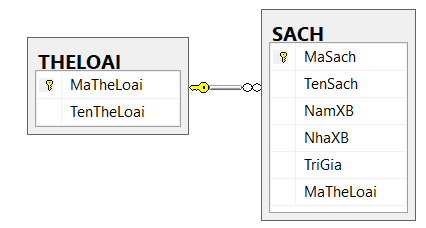 THELOAI
MaTheLoai
TenTheLoai
SACH
MaSach
TenSach
NamXB
NhaXB
TriGia
MaTheLoai